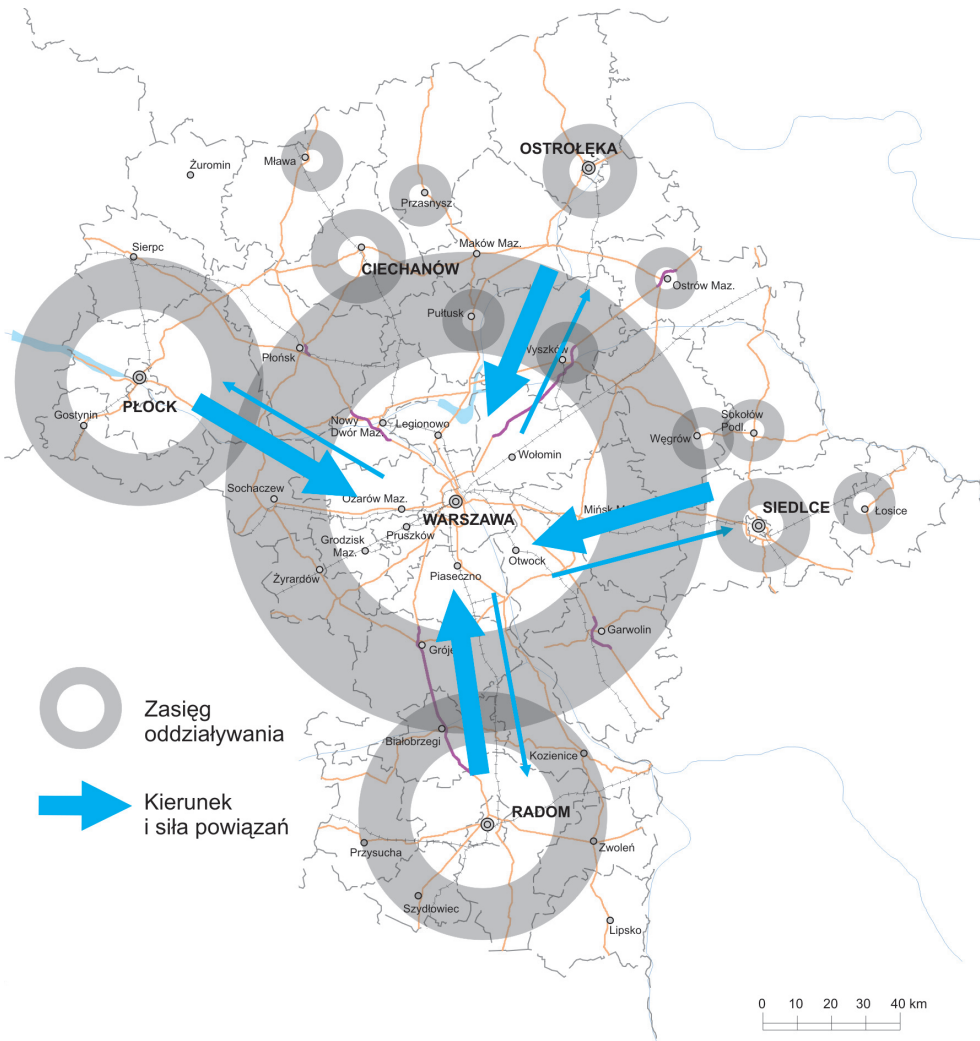 OSTROŁĘKA
Mława
Żuromin
Przasnysz
Sierpc
Maków Maz.
CIECHANÓW
Ostrów Maz.
Pułtusk
Płońsk
Wyszków
PŁOCK
Gostynin
Nowy
Dwór Maz.
Legionowo
Sokołów
Podl.
Węgrów
Wołomin
Sochaczew
Ożarów Maz.
WARSZAWA
Mińsk M
SIEDLCE
Łosice
Pruszków
Grodzisk
Maz.
Otwock
Piaseczno
Żyrardów
Garwolin
Gróje
Białobrzegi
Kozienice
RADOM
Przysucha
Zwoleń
Szydłowiec
Lipsko
Zasięg
oddziaływania
Kierunek
i siła powiązań
0 10 20 30 40 km